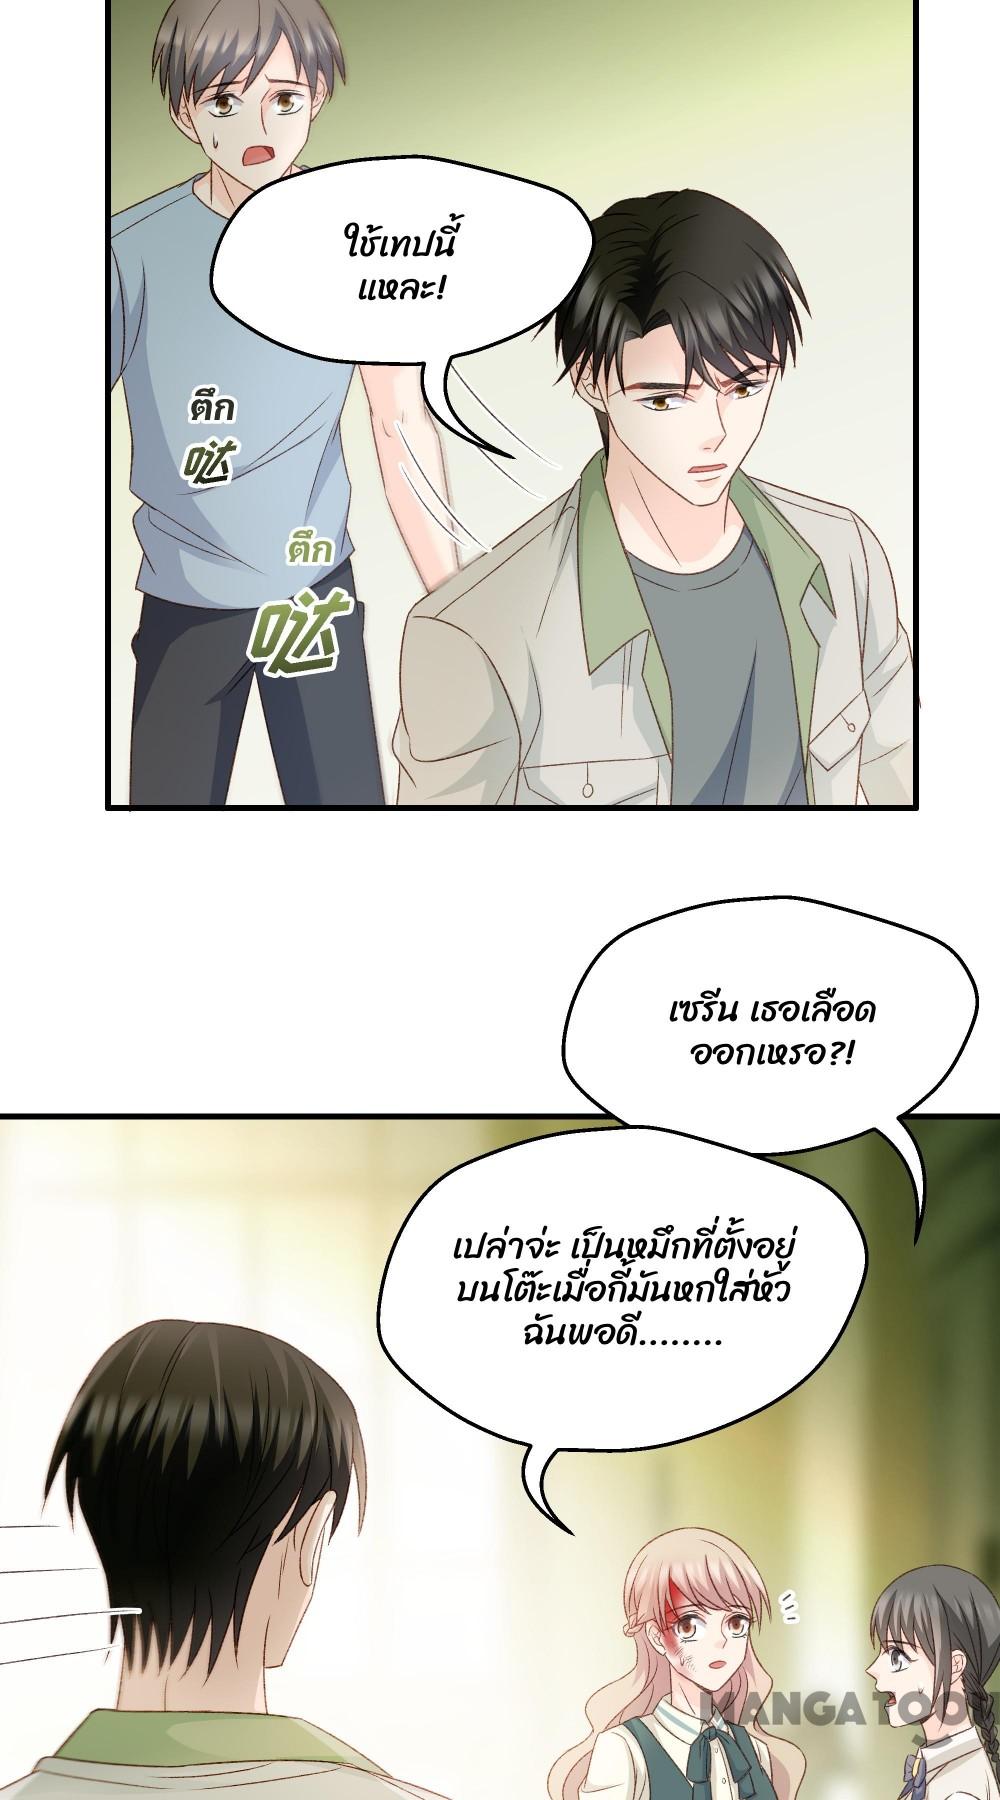 ใช้เทปนี้
แหละ!
ตึก
哒
ตึก
哒
เซรีน เธอเลือด
ออกเหรอ?!
เปล่าจ่ะ เป็นหมึกที่ตั้งอยู่
บนโต๊ะเมื่อกี้มันหกใส่หัว
ฉันพอดี........
MANGA TOON